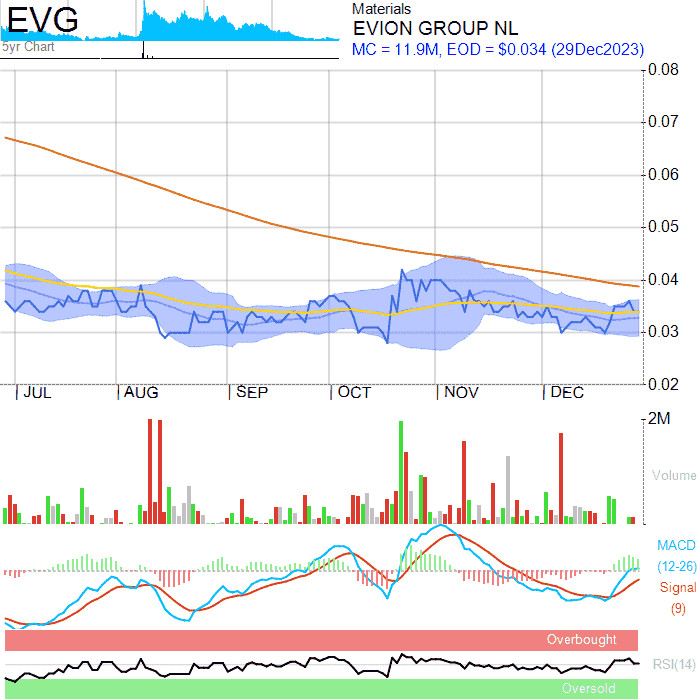 EVG
5yr Chart
Materials
EVION GROUP NL
MC = 11.9M, EOD = $0.034 (29Dec2023)
0.08
0.07
0.06
0.05
0.04
0.03
0.02
JUL AUG SEP OCT NOV DEC
2M
Volume
MACD
(12-26)
Signal
(9)
Overbought
RSI(14)
Oversold